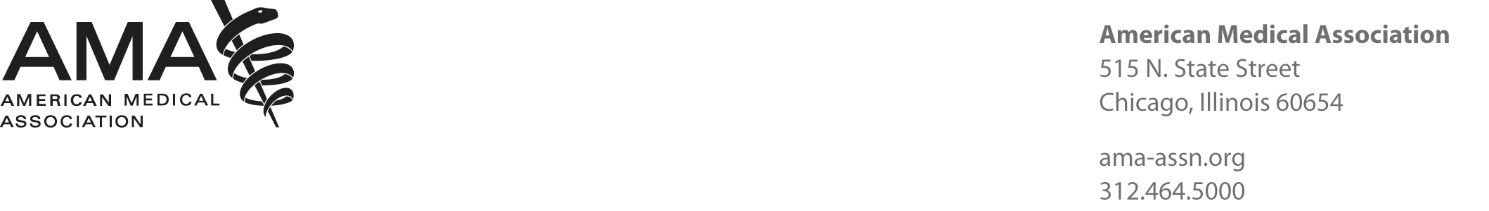 AMA
AMERICAN MEDICAL
ASSOCIATION
American Medical Association
515 N. State Street
Chicago, Illinois 60654
ama-assn.org
312.464.5000